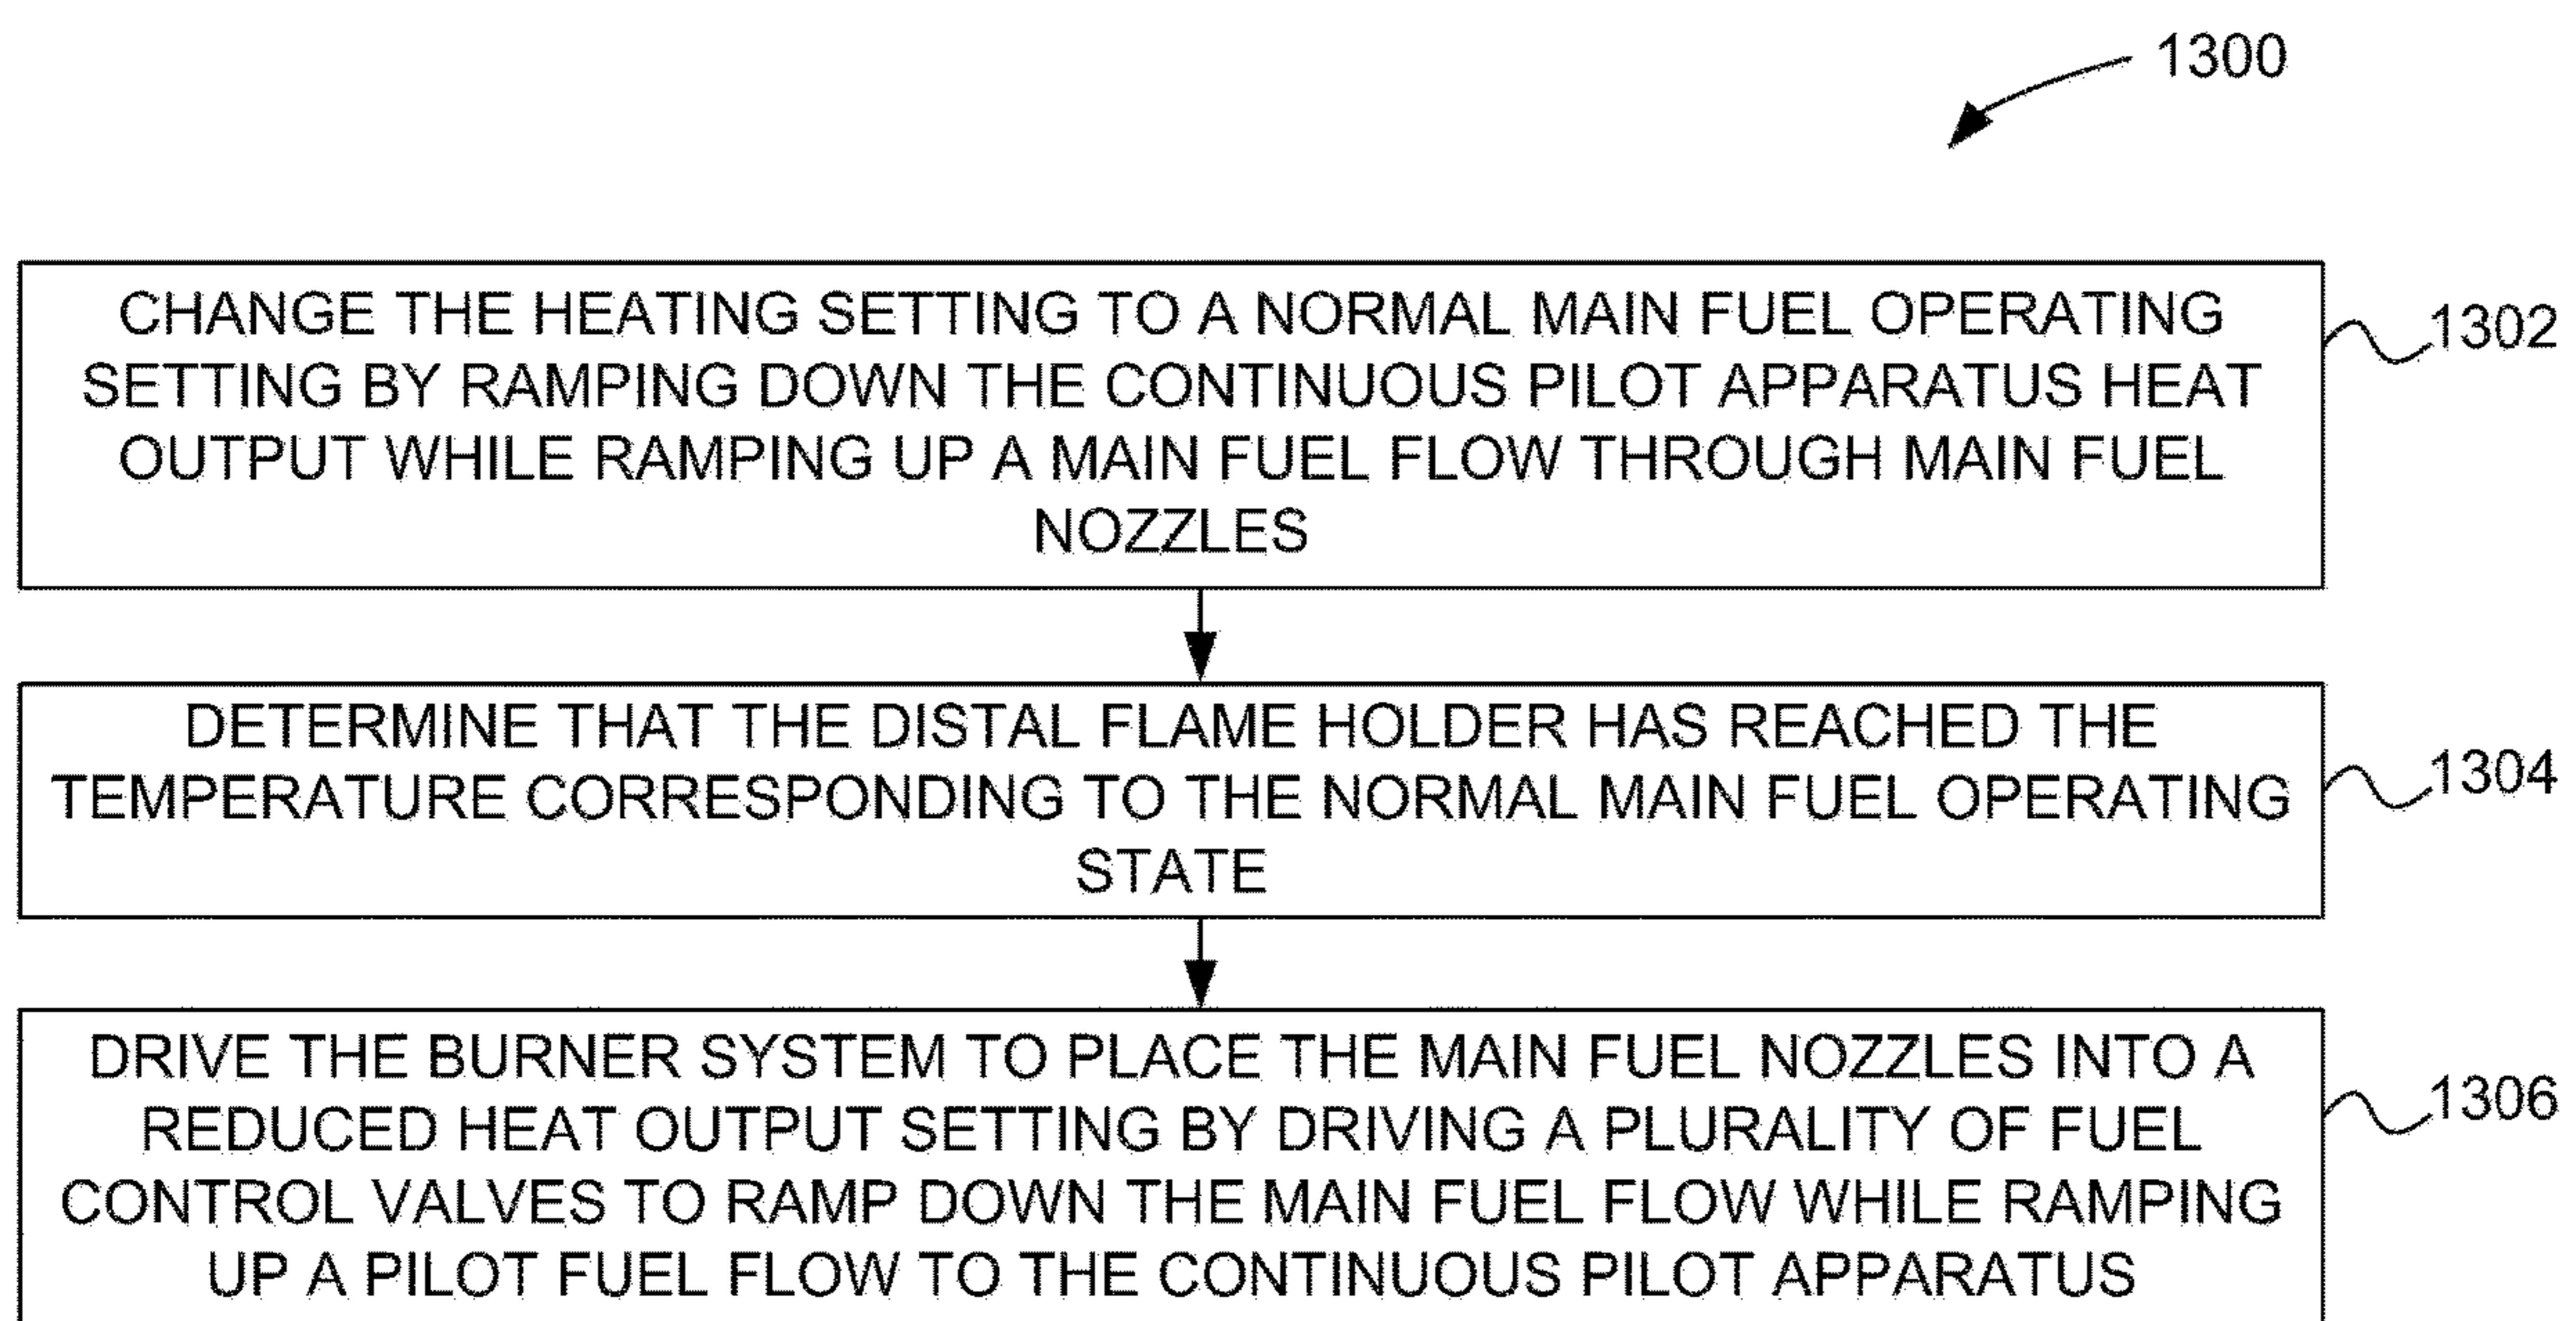 1300
CHANGE THE HEATING SETTING TO A NORMAL MAIN FUEL OPERATING
SETTING BY RAMPING DOWN THE CONTINUOUS PILOT APPARATUS HEAT
OUTPUT WHILE RAMPING UP A MAIN FUEL FLOW THROUGH MAIN FUEL
NOZZLES
1302
DETERMINE THAT THE DISTAL FLAME HOLDER HAS REACHED THE
TEMPERATURE CORRESPONDING TO THE NORMAL MAIN FUEL OPERATING
STATE
1304
DRIVE THE BURNER SYSTEM TO PLACE THE MAIN FUEL NOZZLES INTO A
REDUCED HEAT OUTPUT SETTING BY DRIVING A PLURALITY OF FUEL
CONTROL VALVES TO RAMP DOWN THE MAIN FUEL FLOW WHILE RAMPING
UP A PILOT FUEL FLOW TO THE CONTINUOUS PILOT APPARATUS
1306